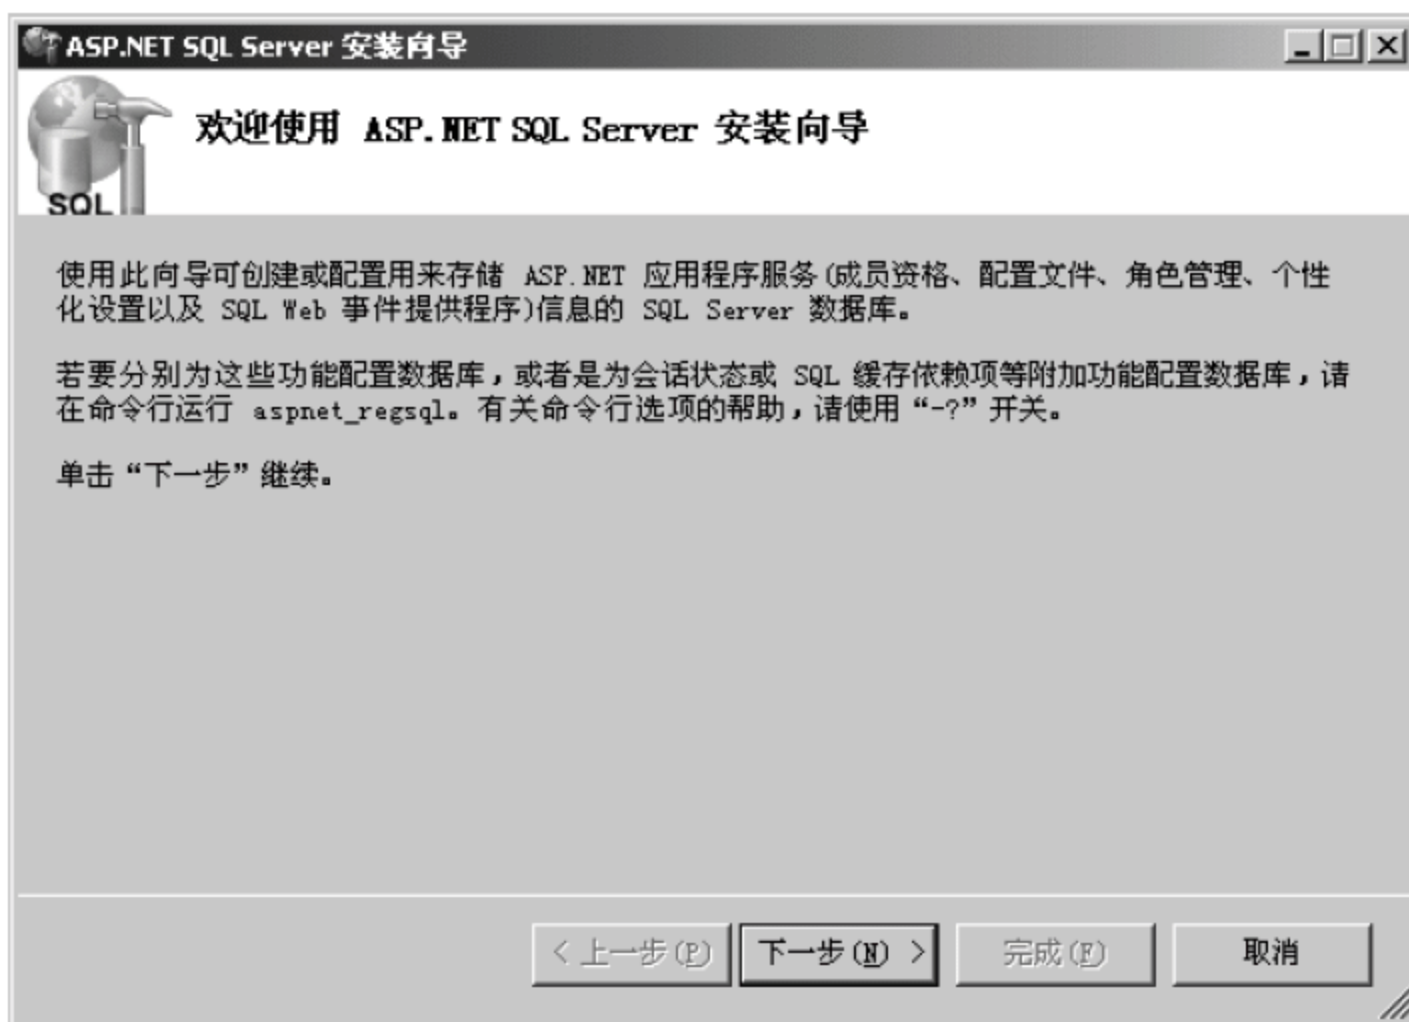 ASP.NET SQL Server 安装向导
欢迎使用 ASP.NET SQL Server 安装向导
SQL
使用此向导可创建或配置用来存储 ASP.NET 应用程序服务(成员资格、配置文件、角色管理、个性
化设置以及 SQL Web 事件提供程序)信息的 SQL Server 数据库。
若要分别为这些功能配置数据库，或者是为会话状态或 SQL 缓存依赖项等附加功能配置数据库，请
在命令行运行 aspnet_regsql。有关命令行选项的帮助，请使用“-?”开关。
单击“下一步”继续。
< 上一步(P) 下一步(N) > 完成(F) 取消